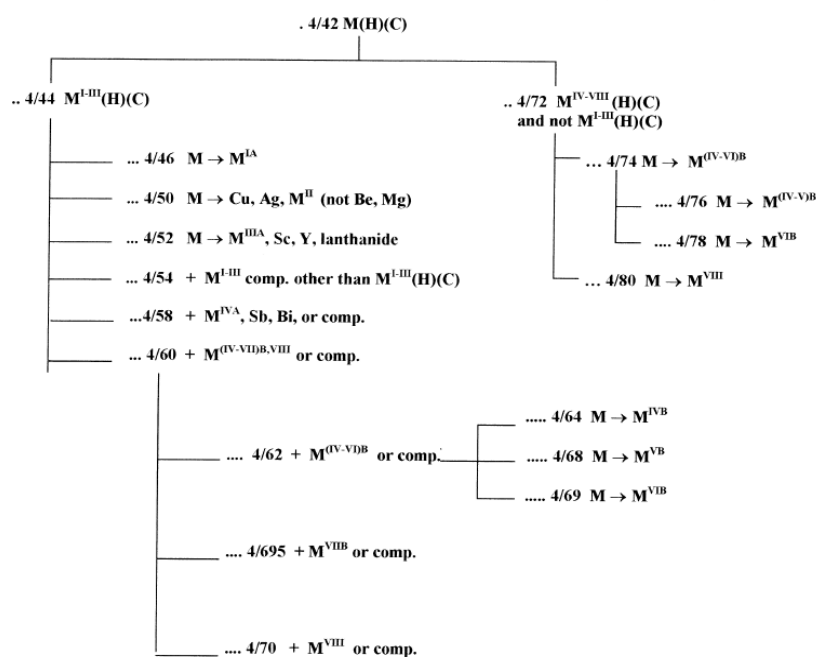 . 4/42 M(H)(C)
.. 4/44 M^I-III(H)(C)
.. 4/72 M^IV-VIII(H)(C)
and not M^I-III(H)(C)
... 4/46 M → M^IA
... 4/50 M → Cu, Ag, M^II (not Be, Mg)
... 4/52 M → M^IIIA, Sc, Y, lanthanide
... 4/54 + M^I-III comp. other than M^I-III(H)(C)
...4/58 + M^IVA, Sb, Bi, or comp.
... 4/60 + M^(IV-VII)B,VIII or comp.
... 4/74 M → M^(IV-VI)B
.... 4/76 M → M^(IV-V)B
.... 4/78 M → M^VIB
... 4/80 M → M^VIII
.... 4/62 + M^(IV-VI)B or comp.
..... 4/64 M → M^IVB
..... 4/68 M → M^VB
..... 4/69 M → M^VIB
.... 4/695 + M^VIIB or comp.
.... 4/70 + M^VIII or comp.